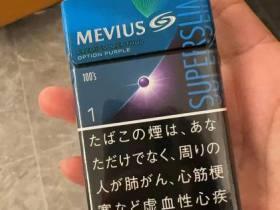 MEVIUS
OPTION PURPLE
100's
SUPERSLIM
1
たばこの煙は、あな
ただけでなく、周りの
人が肺がん、心筋梗
塞など虚血性心疾